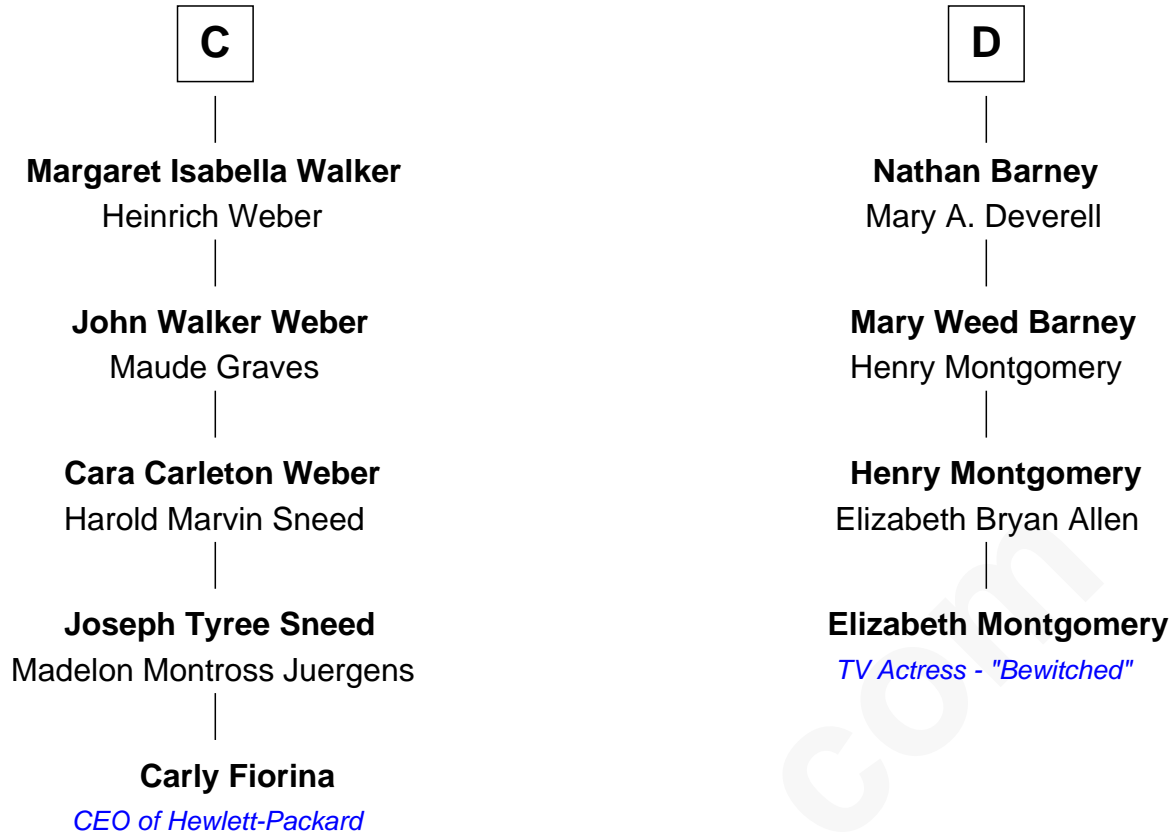 C
Margaret Isabella Walker
Heinrich Weber
John Walker Weber
Maude Graves
Cara Carleton Weber
Harold Marvin Sneed
Joseph Tyree Sneed
Madelon Montross Juergens
Carly Fiorina
CEO of Hewlett-Packard
D
Nathan Barney
Mary A. Deverell
Mary Weed Barney
Henry Montgomery
Henry Montgomery
Elizabeth Bryan Allen
Elizabeth Montgomery
TV Actress - "Bewitched"
com